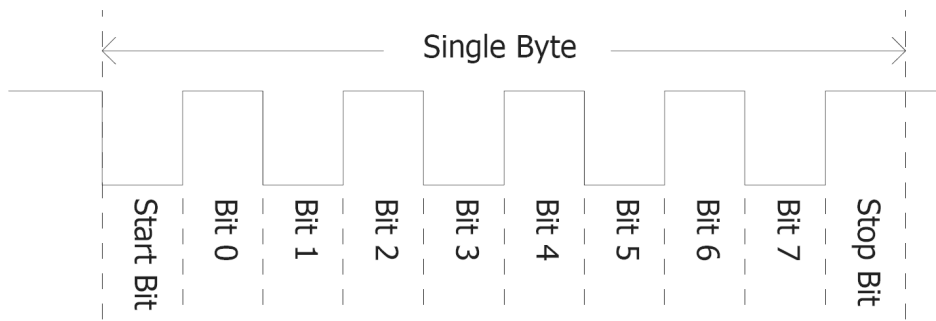 Single Byte
Start Bit
Bit 0
Bit 1
Bit 2
Bit 3
Bit 4
Bit 5
Bit 6
Bit 7
Stop Bit